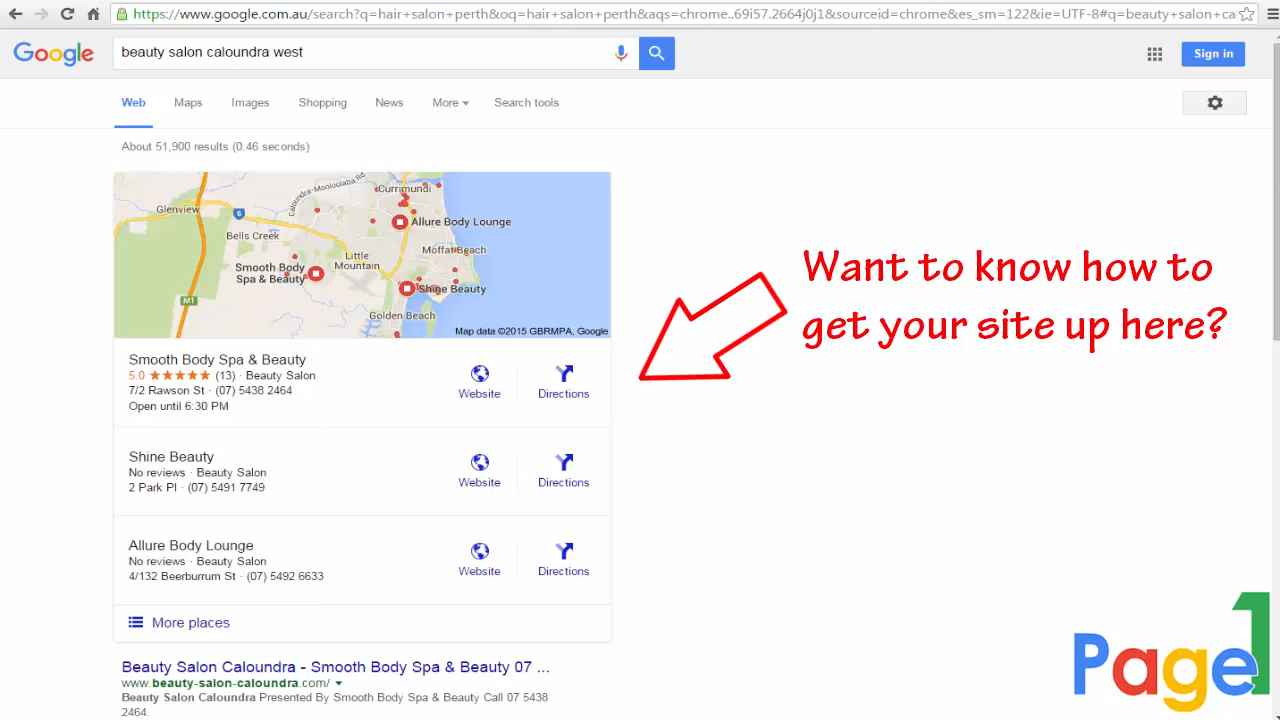 https://www.google.com.au/search?q=hair+salon+perth&oq=hair+salon+perth&aqs=chrome..69i57.2664j0j1&sourceid=chrome&es_sm=122&ie=UTF-8#q=beauty+salon+ca
Google
beauty salon caloundra west
Sign in
Web Maps Images Shopping News More Search tools
About 51,900 results (0.46 seconds)
Caloundra-Mooloolaba Rd
Currimundi
Glenview
6
Allure Body Lounge
Bells Creek
Moffat Beach
Little
Mountain
Smooth Body
Spa & Beauty
Shine Beauty
M1
Golden Beach
Map data ©2015 GBRMPA, Google
Want to know how to
get your site up here?
Smooth Body Spa & Beauty
5.0 ★★★★★ (13) · Beauty Salon
7/2 Rawson St · (07) 5438 2464
Open until 6:30 PM
Website Directions
Shine Beauty
No reviews · Beauty Salon
2 Park Pl · (07) 5491 7749
Website Directions
Allure Body Lounge
No reviews · Beauty Salon
4/132 Beerburrum St · (07) 5492 6633
Website Directions
More places
Beauty Salon Caloundra - Smooth Body Spa & Beauty 07 ...
www.beauty-salon-caloundra.com/
Beauty Salon Caloundra Presented By Smooth Body Spa & Beauty Call 07 5438
2464.
Page1